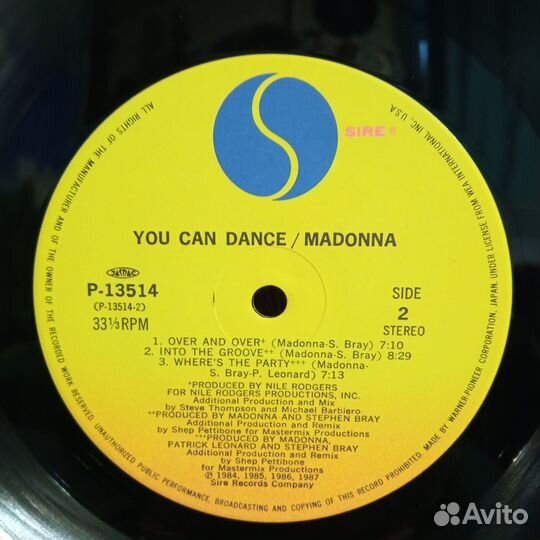 SIRE®
YOU CAN DANCE / MADONNA
JASRAC
P-13514
(P-13514-2)
33⅓RPM
SIDE
2
STEREO
1. OVER AND OVER+ (Madonna-S. Bray) 7:10
2. INTO THE GROOVE++ (Madonna-S. Bray) 8:29
3. WHERE'S THE PARTY+++ (Madonna-
S. Bray-P. Leonard) 7:13
+PRODUCED BY NILE RODGERS
FOR NILE RODGERS PRODUCTIONS, INC.
Additional Production and Mix
by Steve Thompson and Michael Barbiero
++PRODUCED BY MADONNA AND STEPHEN BRAY
Additional Production and Remix
by Shep Pettibone for Mastermix Productions
+++PRODUCED BY MADONNA,
PATRICK LEONARD AND STEPHEN BRAY
Additional Production and Remix
by Shep Pettibone
for Mastermix Productions
℗ 1984, 1985, 1986, 1987
Sire Records Company
ALL RIGHTS OF THE MANUFACTURER AND OF THE OWNER OF THE RECORDED WORK RESERVED. UNAUTHORIZED PUBLIC PERFORMANCE, BROADCASTING AND COPYING OF THIS RECORD PROHIBITED. MADE BY WARNER-PIONEER CORPORATION, JAPAN, UNDER LICENSE FROM WEA INTERNATIONAL INC., U.S.A.
Avito